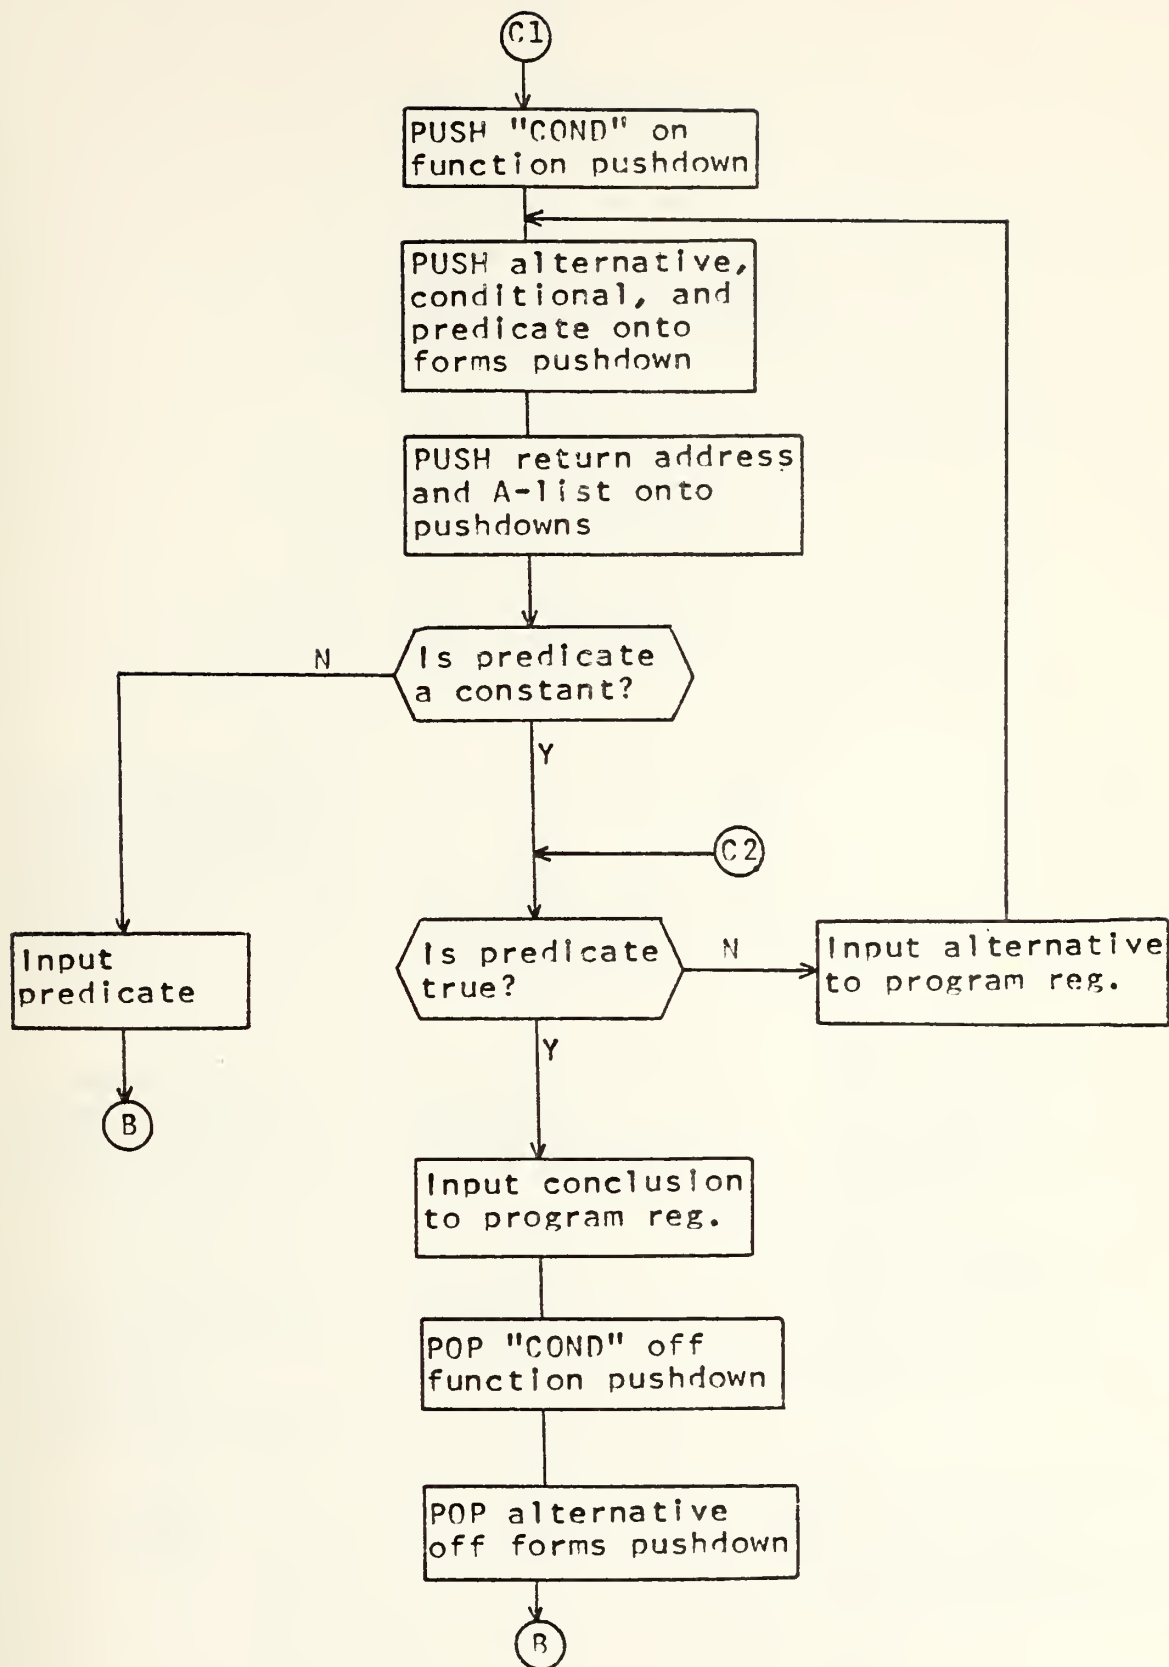 C1
PUSH "COND" on
function pushdown
PUSH alternative,
conditional, and
predicate onto
forms pushdown
PUSH return address
and A-list onto
pushdowns
N
Is predicate
a constant?
Y
C2
Input
predicate
Is predicate
true?
N
Input alternative
to program reg.
Y
B
Input conclusion
to program reg.
POP "COND" off
function pushdown
POP alternative
off forms pushdown
B